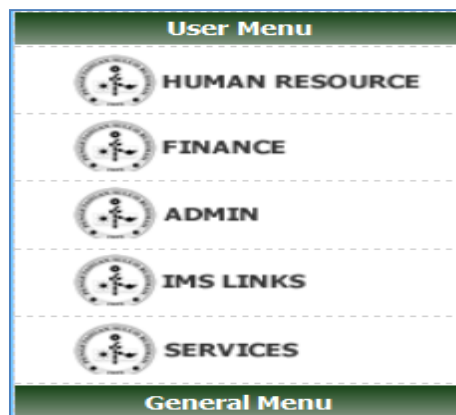 User Menu
HUMAN RESOURCE
FINANCE
ADMIN
IMS LINKS
SERVICES
General Menu